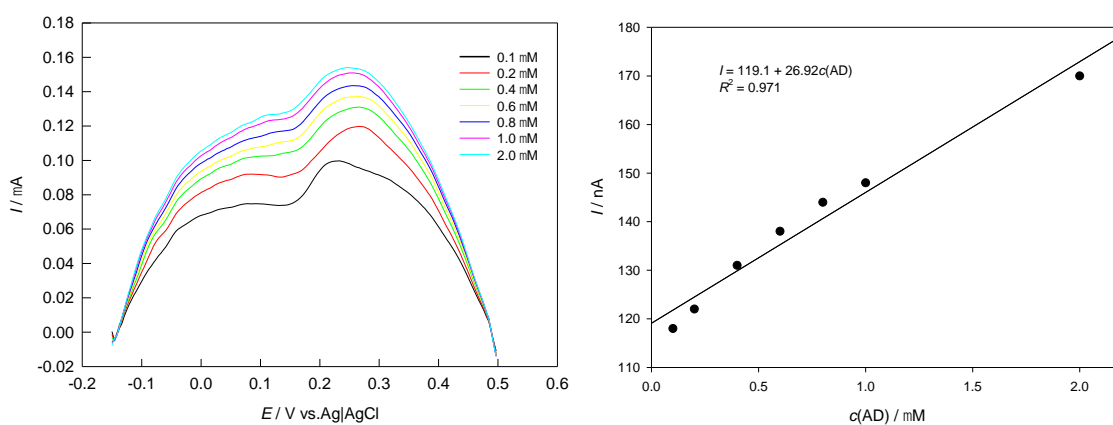 0.18
0.16
0.14
0.12
0.10
0.08
0.06
0.04
0.02
0.00
-0.02
I / mA
-0.2 -0.1 0.0 0.1 0.2 0.3 0.4 0.5 0.6
E / V vs.Ag|AgCl
0.1 mM
0.2 mM
0.4 mM
0.6 mM
0.8 mM
1.0 mM
2.0 mM
180
170
160
150
140
130
120
110
I / nA
I = 119.1 + 26.92c(AD)
R² = 0.971
0.0 0.5 1.0 1.5 2.0
c(AD) / mM